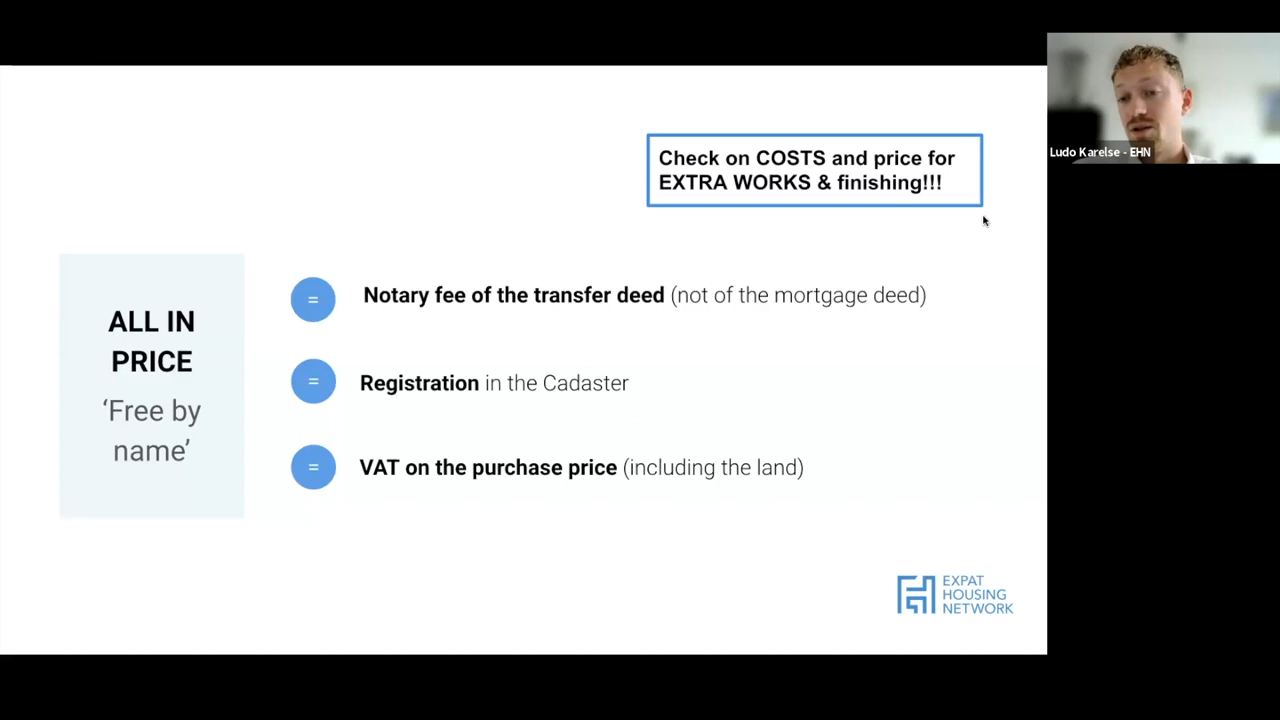 Check on COSTS and price for
EXTRA WORKS & finishing!!!
Ludo Karelse - EHN
ALL IN
PRICE
‘Free by
name’
= Notary fee of the transfer deed (not of the mortgage deed)
= Registration in the Cadaster
= VAT on the purchase price (including the land)
EXPAT
HOUSING
NETWORK